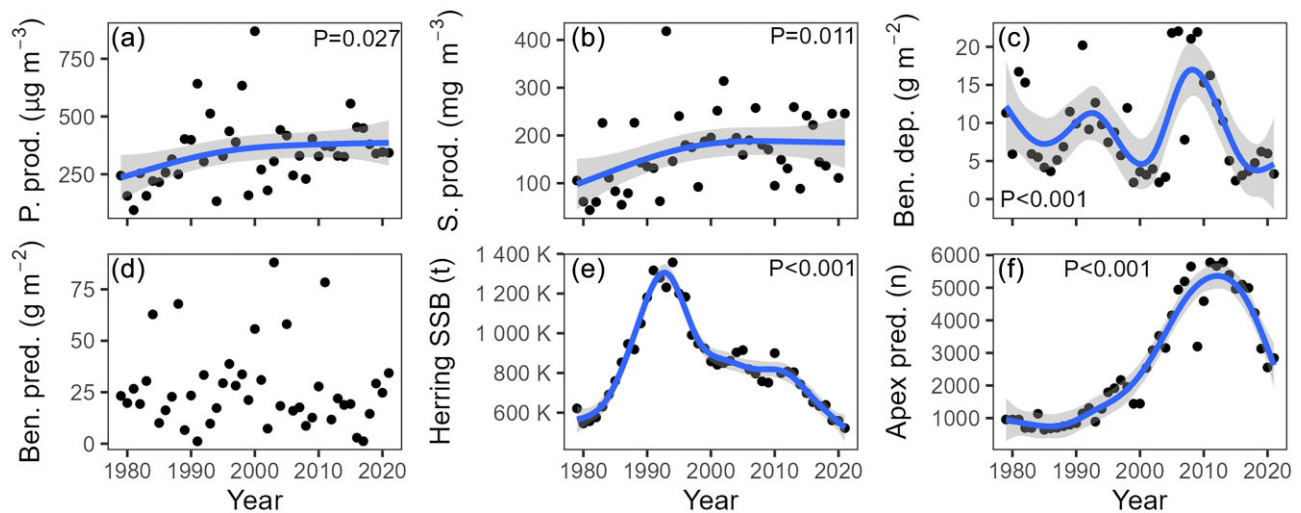 (a) P=0.027
P. prod. (µg m⁻³)
750
500
250
(b) P=0.011
S. prod. (mg m⁻³)
400
300
200
100
(c)
Ben. dep. (g m⁻²)
20
15
10
5
0
P<0.001
(d)
Ben. pred. (g m⁻²)
75
50
25
0
1980 1990 2000 2010 2020
Year
(e) P<0.001
Herring SSB (t)
1 400 K
1 200 K
1 000 K
800 K
600 K
1980 1990 2000 2010 2020
Year
(f) P<0.001
Apex pred. (n)
6000
5000
4000
3000
2000
1000
1980 1990 2000 2010 2020
Year